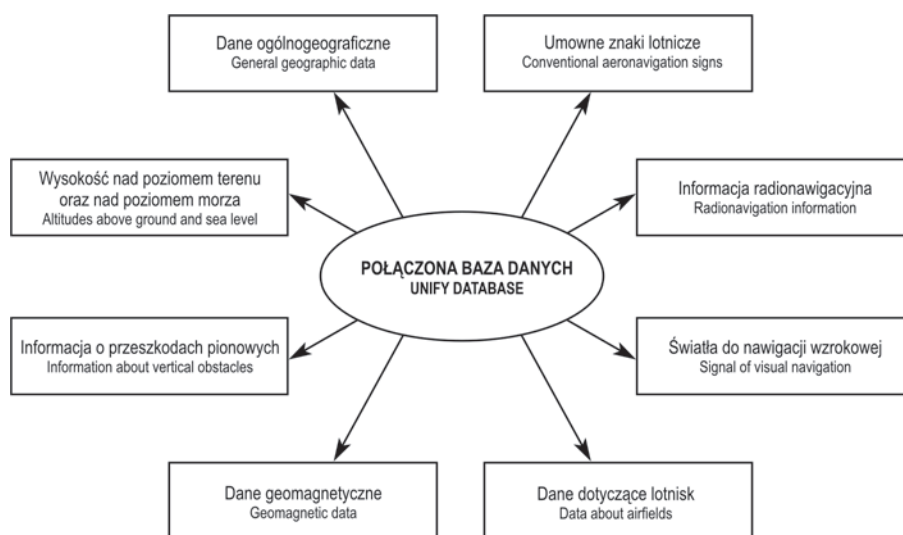 Dane ogólnogeograficzne
General geographic data
Umowne znaki lotnicze
Conventional aeronavigation signs
Wysokość nad poziomem terenu
oraz nad poziomem morza
Altitudes above ground and sea level
Informacja radionawigacyjna
Radionavigation information
POŁĄCZONA BAZA DANYCH
UNIFY DATABASE
Informacja o przeszkodach pionowych
Information about vertical obstacles
Światła do nawigacji wzrokowej
Signal of visual navigation
Dane geomagnetyczne
Geomagnetic data
Dane dotyczące lotnisk
Data about airfields